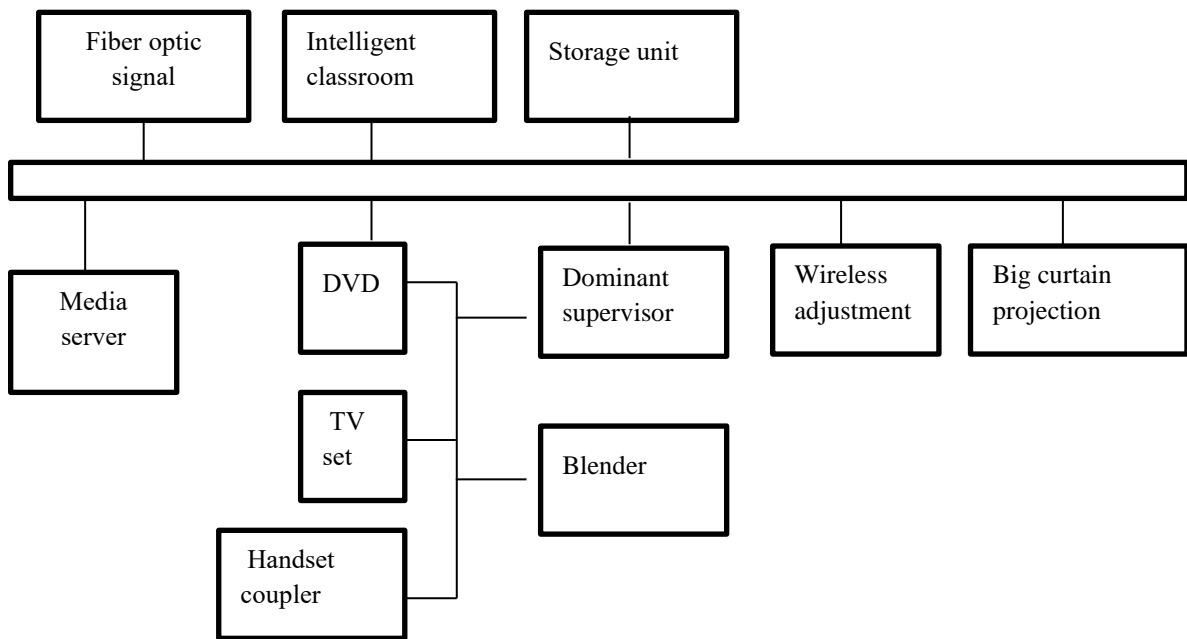 Fiber optic
signal
Intelligent
classroom
Storage unit
Media
server
DVD
Dominant
supervisor
Wireless
adjustment
Big curtain
projection
TV
set
Blender
Handset
coupler